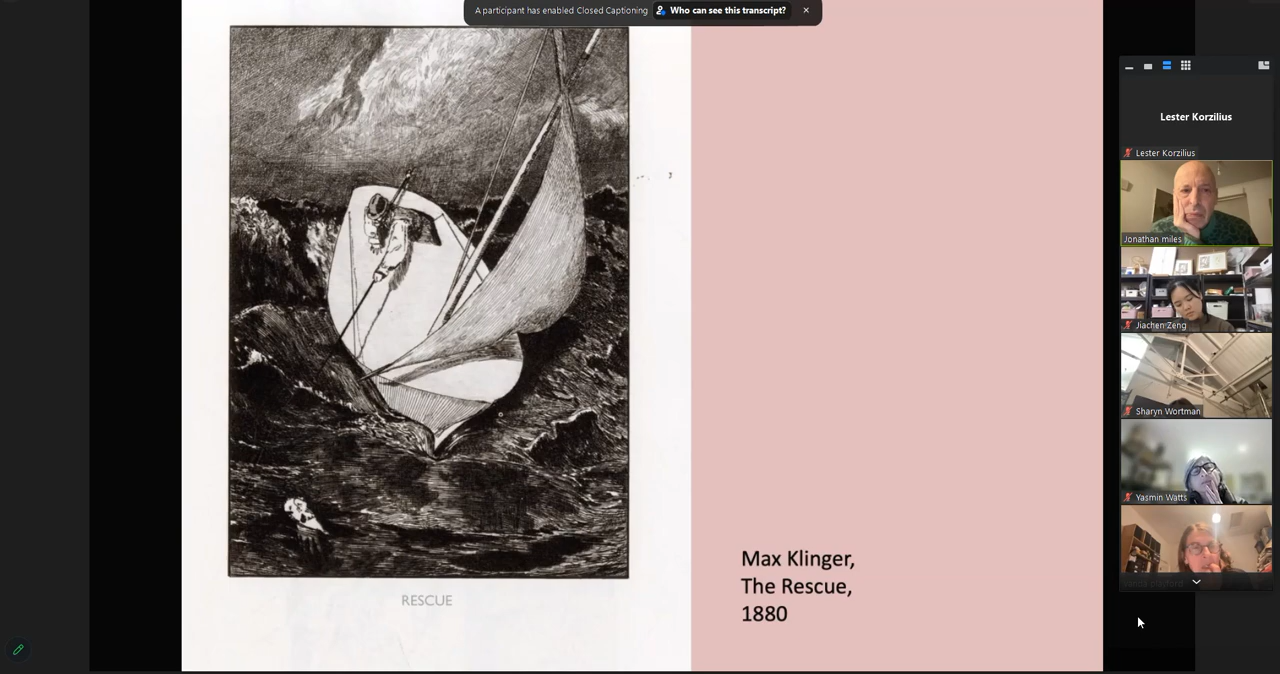 A participant has enabled Closed Captioning Who can see this transcript?
Lester Korzilius
Lester Korzilius
Jonathan miles
Jiachen Zeng
Sharyn Wortman
Yasmin Watts
RESCUE
Max Klinger,
The Rescue,
1880